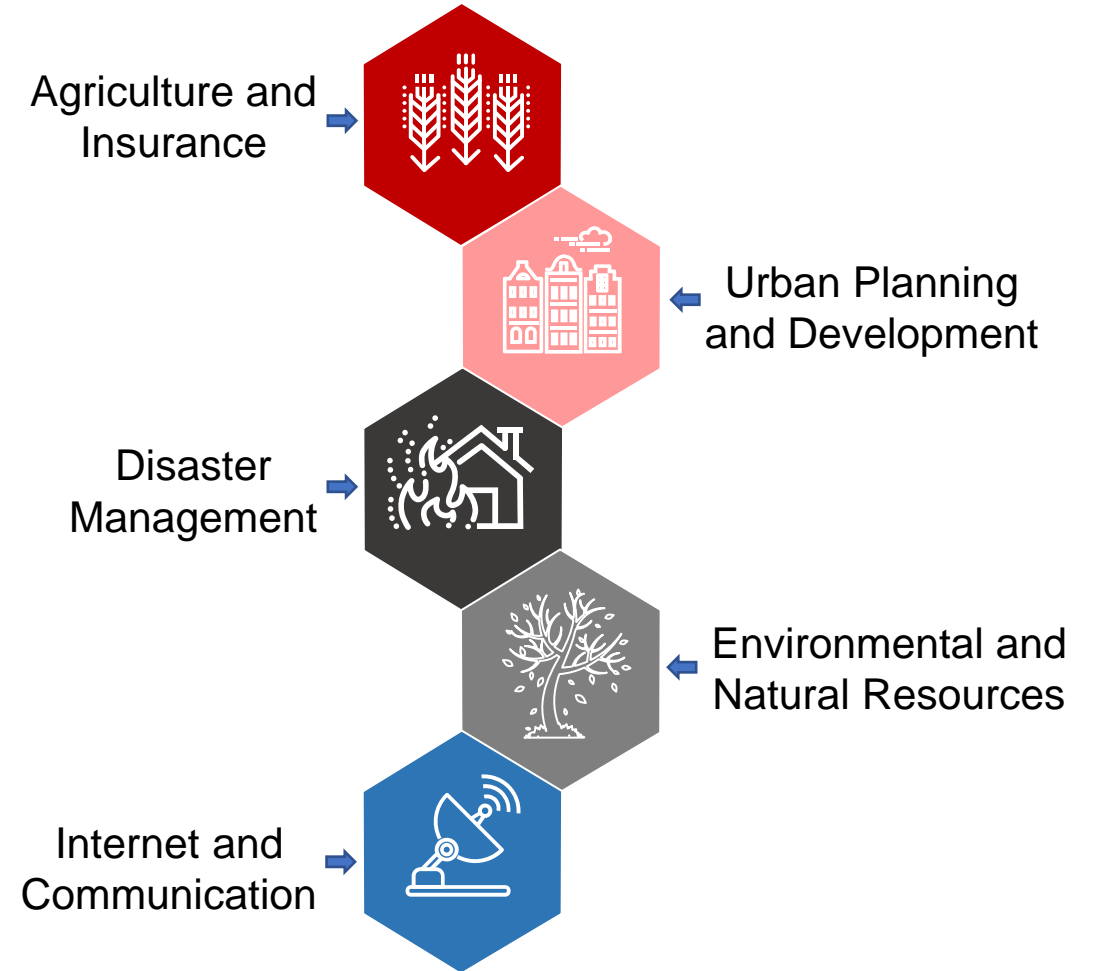 Agriculture and
Insurance
Urban Planning
and Development
Disaster
Management
Environmental and
Natural Resources
Internet and
Communication